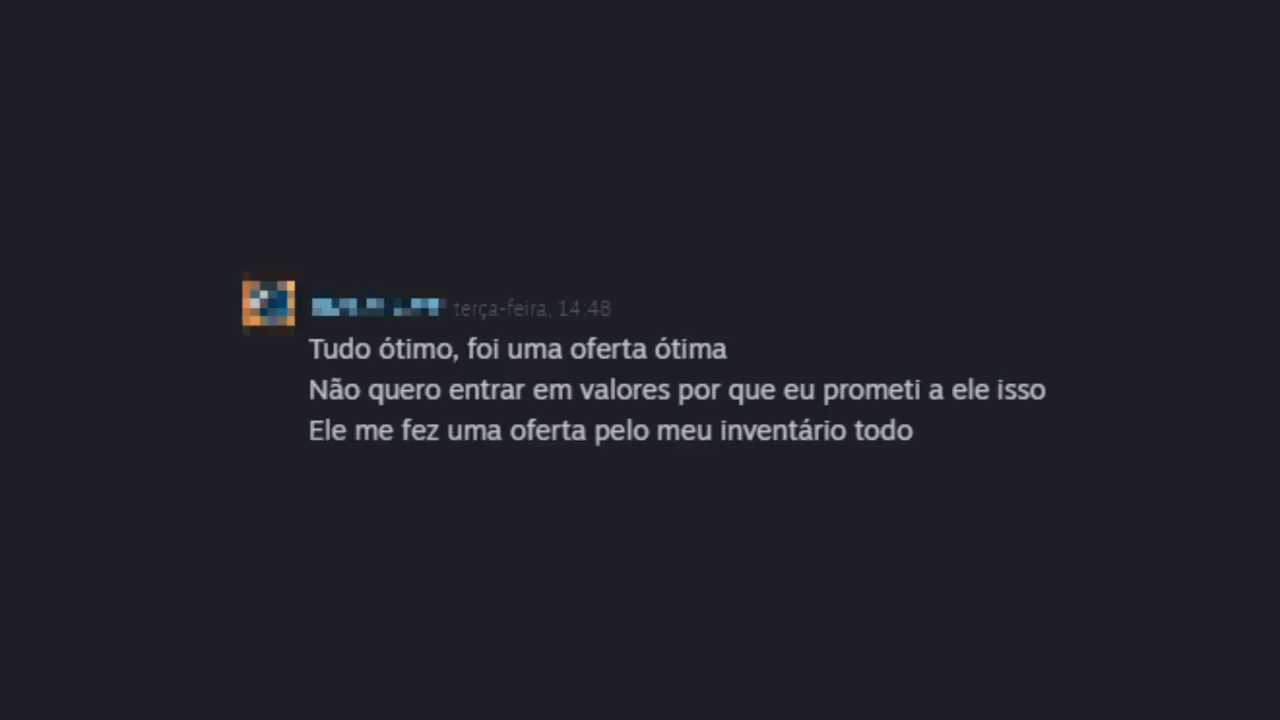 terça-feira, 14:48
Tudo ótimo, foi uma oferta ótima
Não quero entrar em valores por que eu prometi a ele isso
Ele me fez uma oferta pelo meu inventário todo